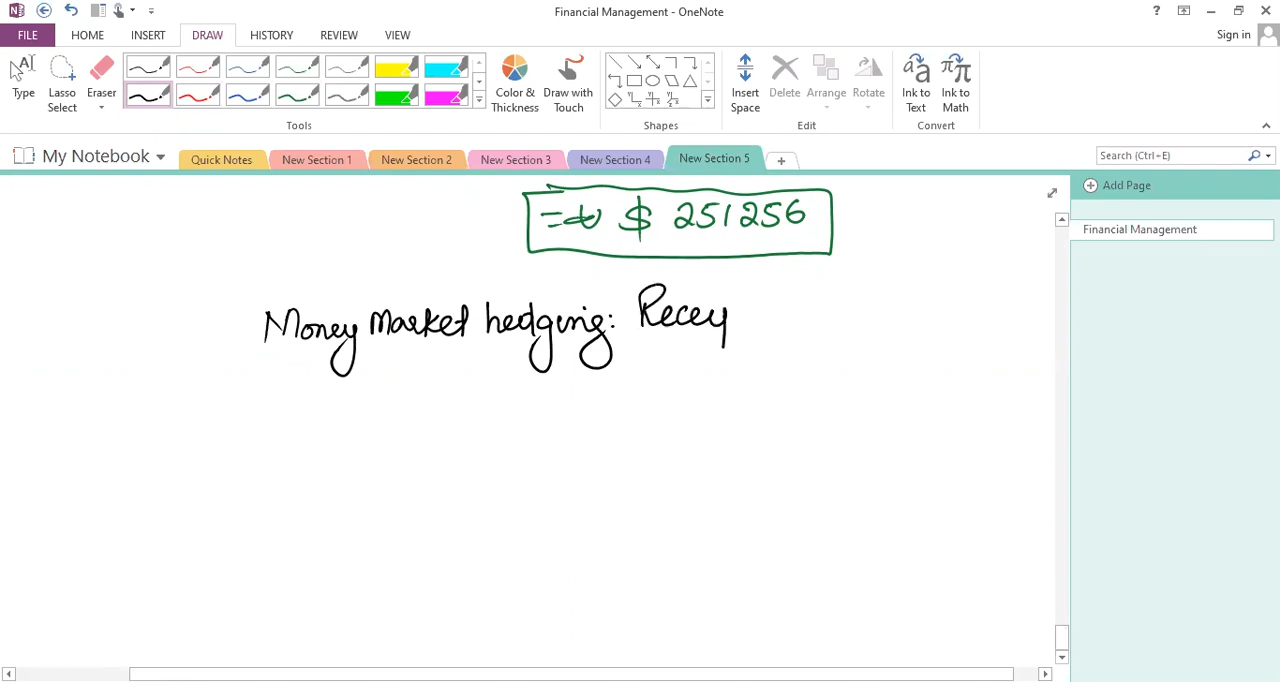 Financial Management - OneNote
?
FILE HOME INSERT DRAW HISTORY REVIEW VIEW Sign in
Type Lasso Select Eraser Color & Thickness Draw with Touch Insert Space Delete Arrange Rotate Ink to Text Ink to Math
Tools Shapes Edit Convert
My Notebook Quick Notes New Section 1 New Section 2 New Section 3 New Section 4 New Section 5 Search (Ctrl+E)
Add Page
Financial Management
$ 251256
Money Market hedging: Recey